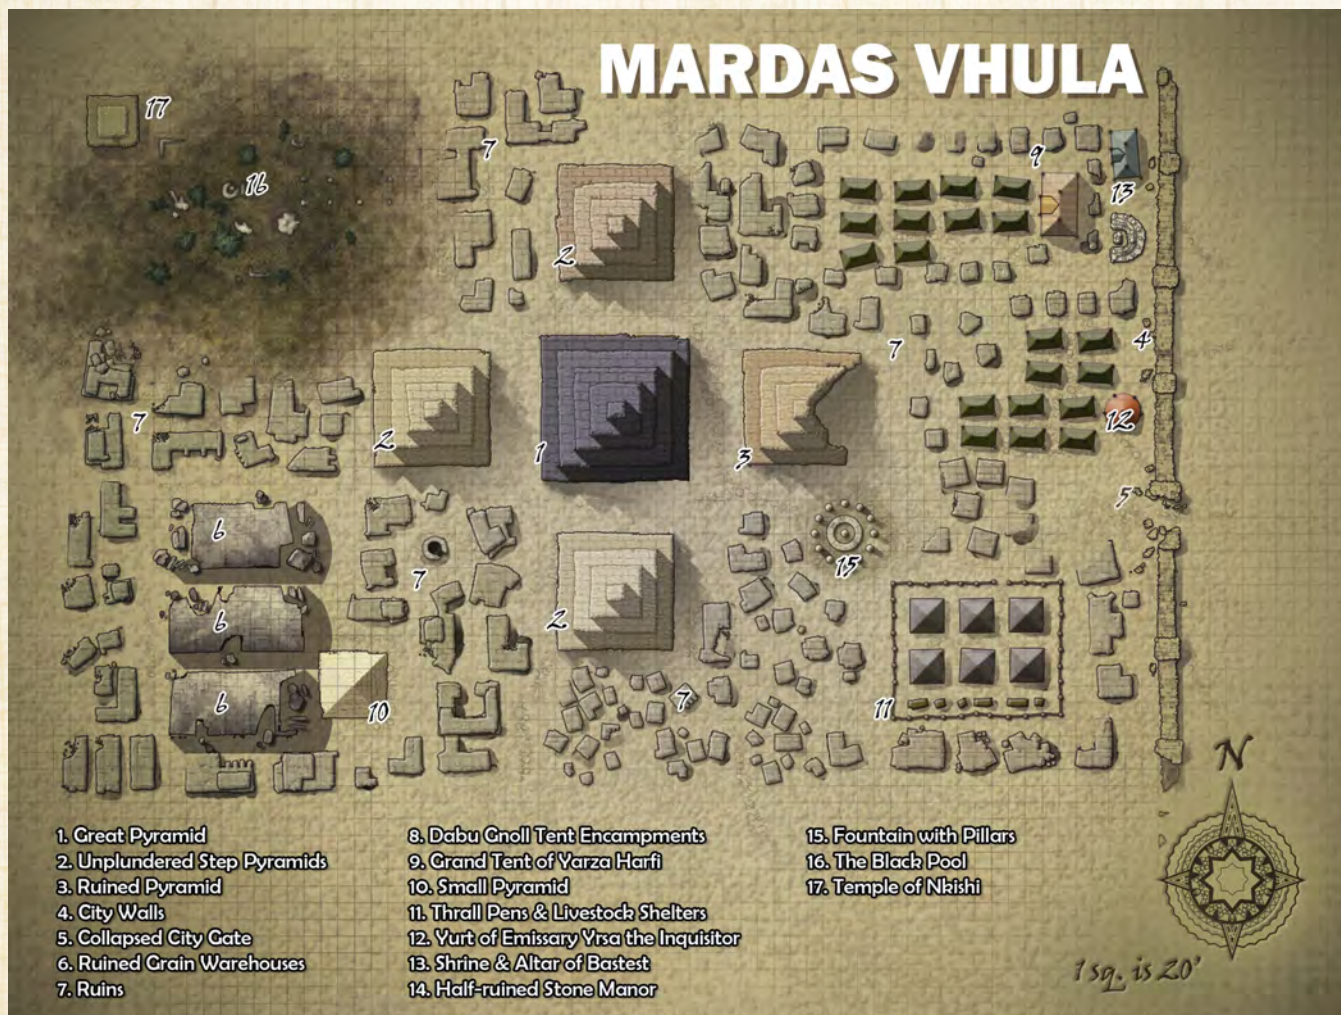 MARDAS VHULA
17
7
9
16
13
2
4
7
12
7
2
1
3
5
6
15
7
6
2
6
7
10
11
N
1. Great Pyramid
2. Unplundered Step Pyramids
3. Ruined Pyramid
4. City Walls
5. Collapsed City Gate
6. Ruined Grain Warehouses
7. Ruins
8. Dabu Gnoll Tent Encampments
9. Grand Tent of Yarza Harfi
10. Small Pyramid
11. Thrall Pens & Livestock Shelters
12. Yurt of Emissary Yrsa the Inquisitor
13. Shrine & Altar of Bastest
14. Half-ruined Stone Manor
15. Fountain with Pillars
16. The Black Pool
17. Temple of Nkishi
1 sq. is 20'